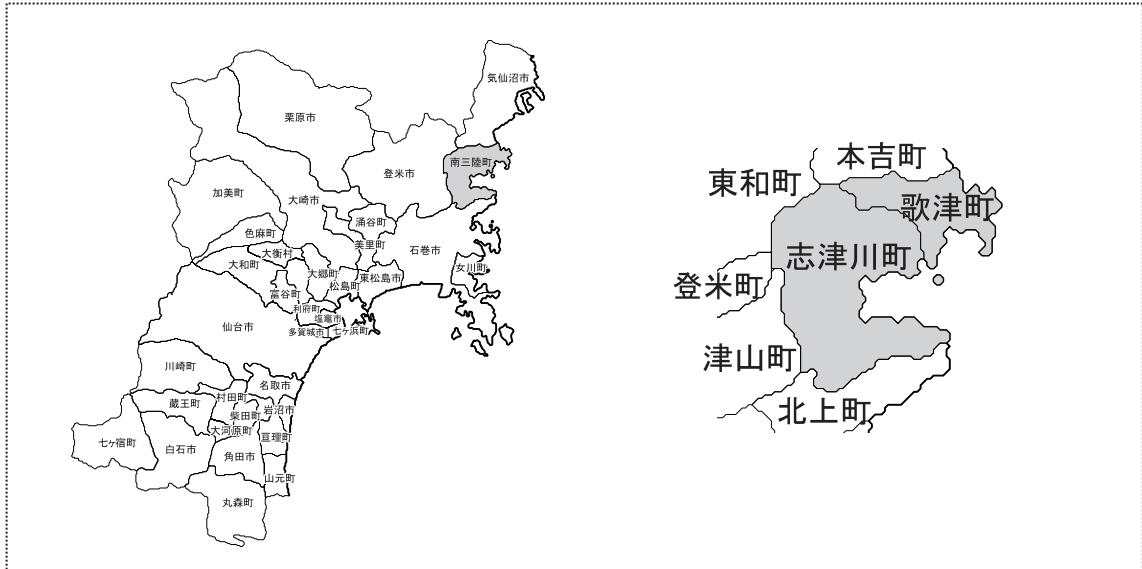 気仙沼市
栗原市
南三陸町
登米市
加美町
大崎市
涌谷町
色麻町
美里町
石巻市
大衡村
大和町
大郷町
女川町
東松島市
松島町
富谷町
利府町
塩竈市
仙台市
多賀城市
七ヶ浜町
川崎町
名取市
村田町
蔵王町
岩沼市
柴田町
大河原町
亘理町
七ヶ宿町
白石市
角田市
山元町
丸森町
本吉町
東和町
歌津町
志津川町
登米町
津山町
北上町